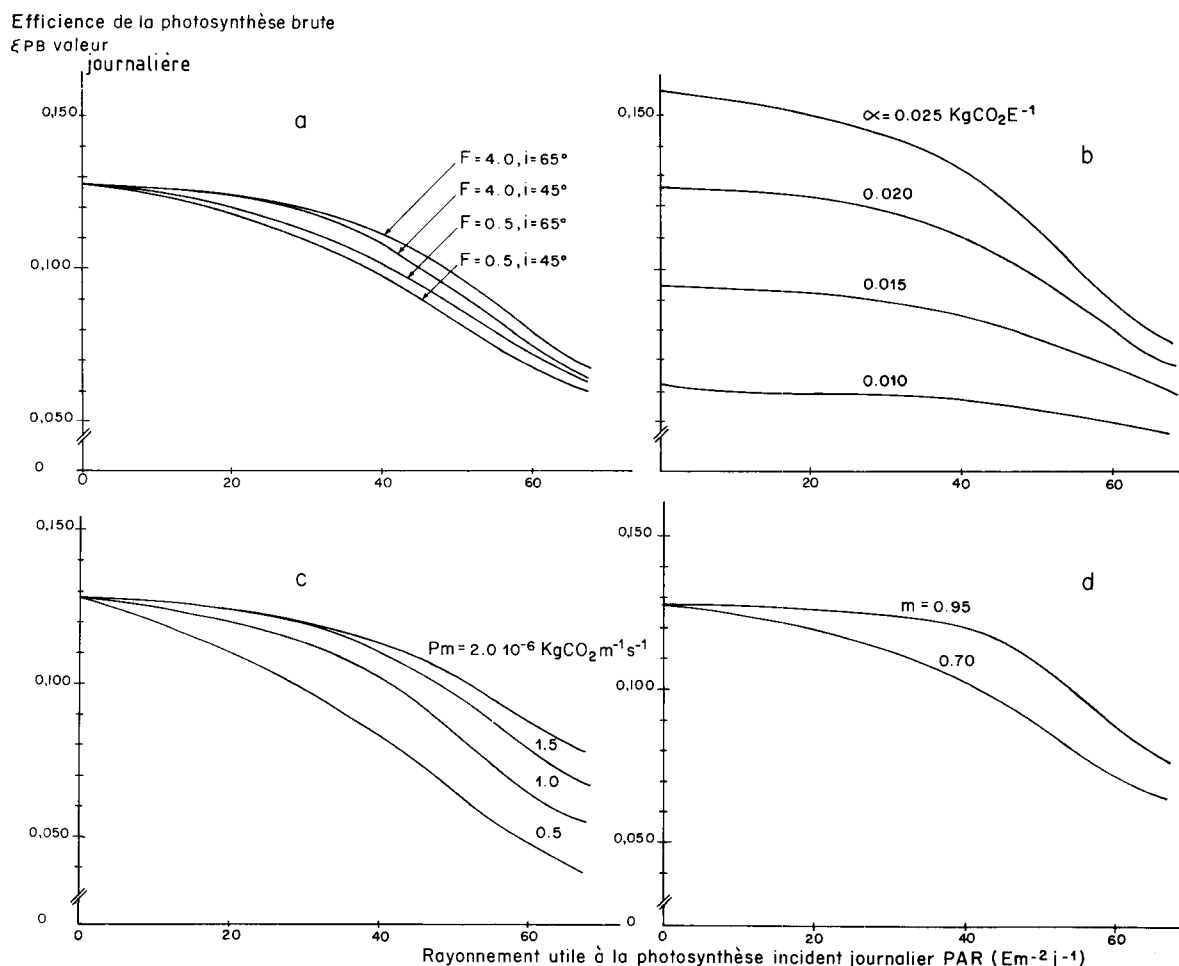 Efficience de la photosynthèse brute
ξPB valeur
journalière
0,150
a
F=4.0, i=65°
F=4.0, i=45°
F=0.5, i=65°
F=0.5, i=45°
0,100
0,050
0
0
20
40
60
0,150
∝=0.025 KgCO₂E⁻¹
b
0.020
0.015
0.010
0
20
40
60
0,150
c
Pm=2.0 10⁻⁶ KgCO₂m⁻¹s⁻¹
0,100
1.5
1.0
0.5
0,050
0
0
20
40
60
0,150
d
m=0.95
0.70
0,100
0,050
0
0
20
40
60
Rayonnement utile à la photosynthèse incident journalier PAR (Em⁻² j⁻¹)